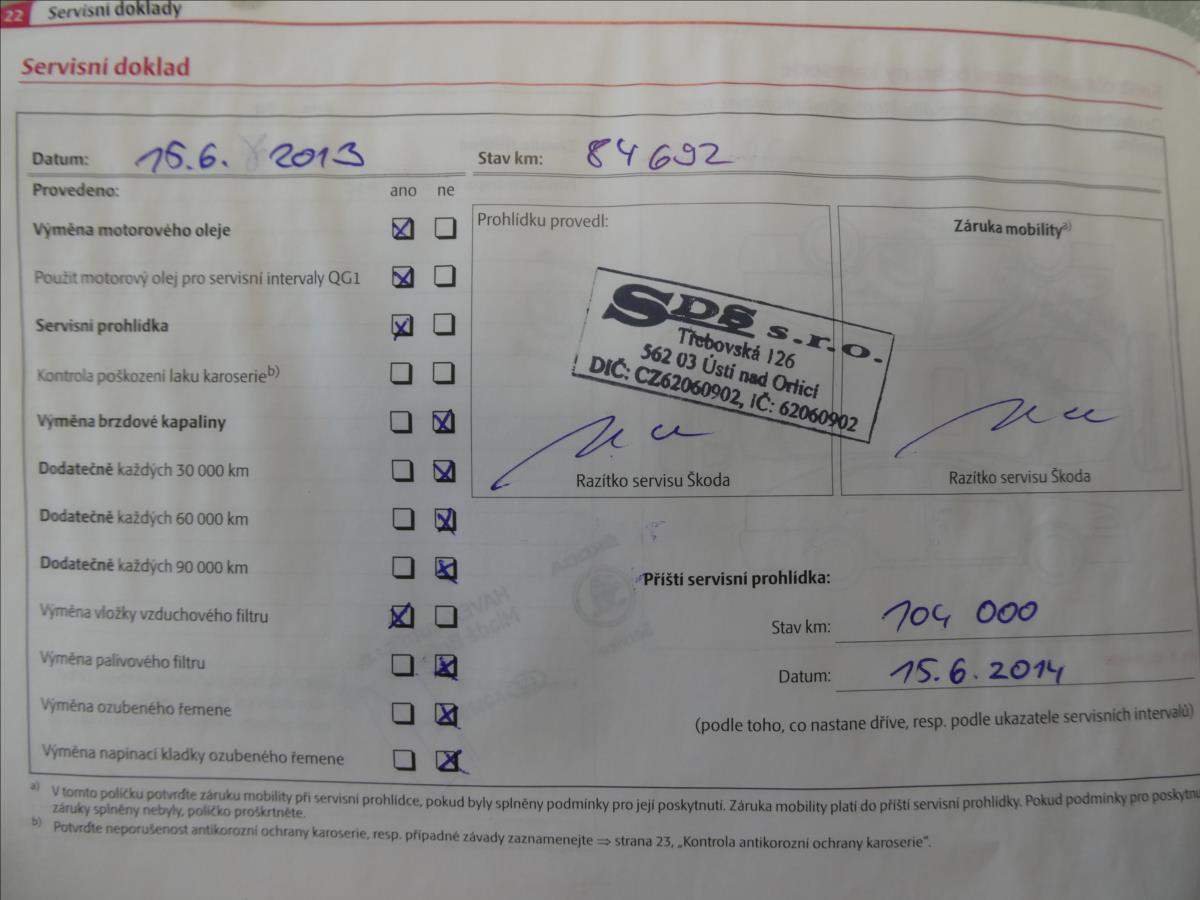 22 Servisní doklady
Servisní doklad
Datum: 15.6. 2013 Stav km: 84692
Provedeno: ano ne
Výměna motorového oleje
Použit motorový olej pro servisní intervaly QG1
Servisní prohlídka
Kontrola poškození laku karoserie b)
Výměna brzdové kapaliny
Dodatečně každých 30 000 km
Dodatečně každých 60 000 km
Dodatečně každých 90 000 km
Výměna vložky vzduchového filtru
Výměna palivového filtru
Výměna ozubeného řemene
Výměna napínací kladky ozubeného řemene
Prohlídku provedl:
SDS s.r.o.
Třebovská 126
562 03 Ústí nad Orlicí
DIČ: CZ62060902, IČ: 62060902
Razítko servisu Škoda
Záruka mobility a)
Razítko servisu Škoda
Příští servisní prohlídka:
Stav km: 104 000
Datum: 15.6.2014
(podle toho, co nastane dříve, resp. podle ukazatele servisních intervalů)
a) V tomto políčku potvrďte záruku mobility při servisní prohlídce, pokud byly splněny podmínky pro její poskytnutí. Záruka mobility platí do příští servisní prohlídky. Pokud podmínky pro poskytnu
záruky splněny nebyly, políčko proškrtněte.
b) Potvrďte neporušenost antikorozní ochrany karoserie, resp. případné závady zaznamenejte ⇒ strana 23, „Kontrola antikorozní ochrany karoserie“.